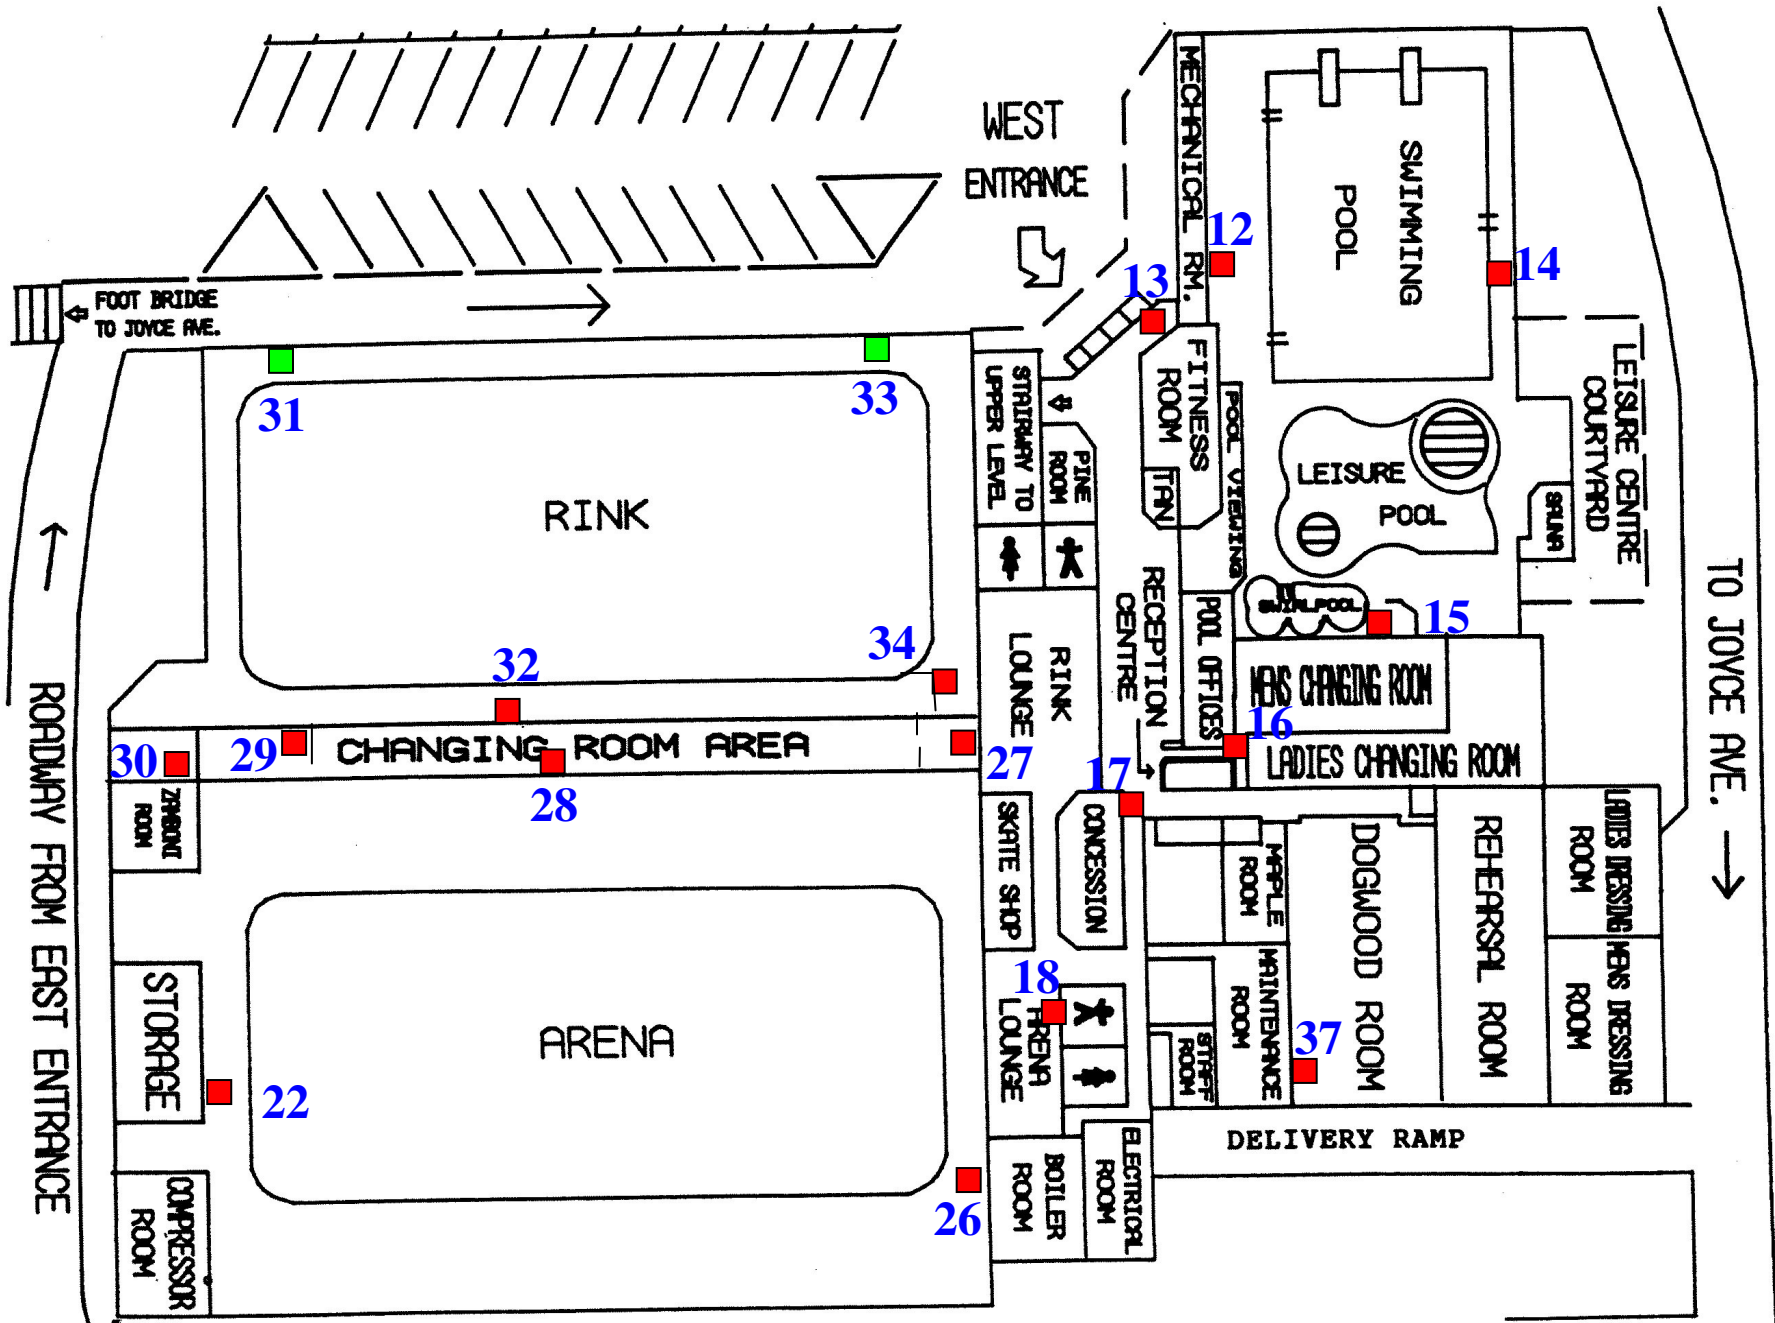 WEST
ENTRANCE
MECHANICAL RM.
SWIMMING
POOL
12
13
14
FOOT BRIDGE
TO JOYCE AVE.
31
33
STAIRWAY TO
UPPER LEVEL
PINE
ROOM
FITNESS
ROOM
TAN
POOL VIEWING
LEISURE
POOL
SAUNA
LEISURE CENTRE
COURTYARD
RINK
RECEPTION
CENTRE
SWIRLPOOL
15
POOL OFFICES
MENS CHANGING ROOM
16
LADIES CHANGING ROOM
TO JOYCE AVE.
34
32
RINK
LOUNGE
30
29
CHANGING ROOM AREA
28
27
17
ZAMBONI
ROOM
SKATE SHOP
CONCESSION
MAPLE
ROOM
DOGWOOD ROOM
REHEARSAL ROOM
LADIES DRESSING
ROOM
MENS DRESSING
ROOM
ROADWAY FROM EAST ENTRANCE
STORAGE
22
ARENA
18
ARENA
LOUNGE
MAINTENANCE
ROOM
STAFF
ROOM
37
COMPRESSOR
ROOM
26
BOILER
ROOM
ELECTRICAL
ROOM
DELIVERY RAMP